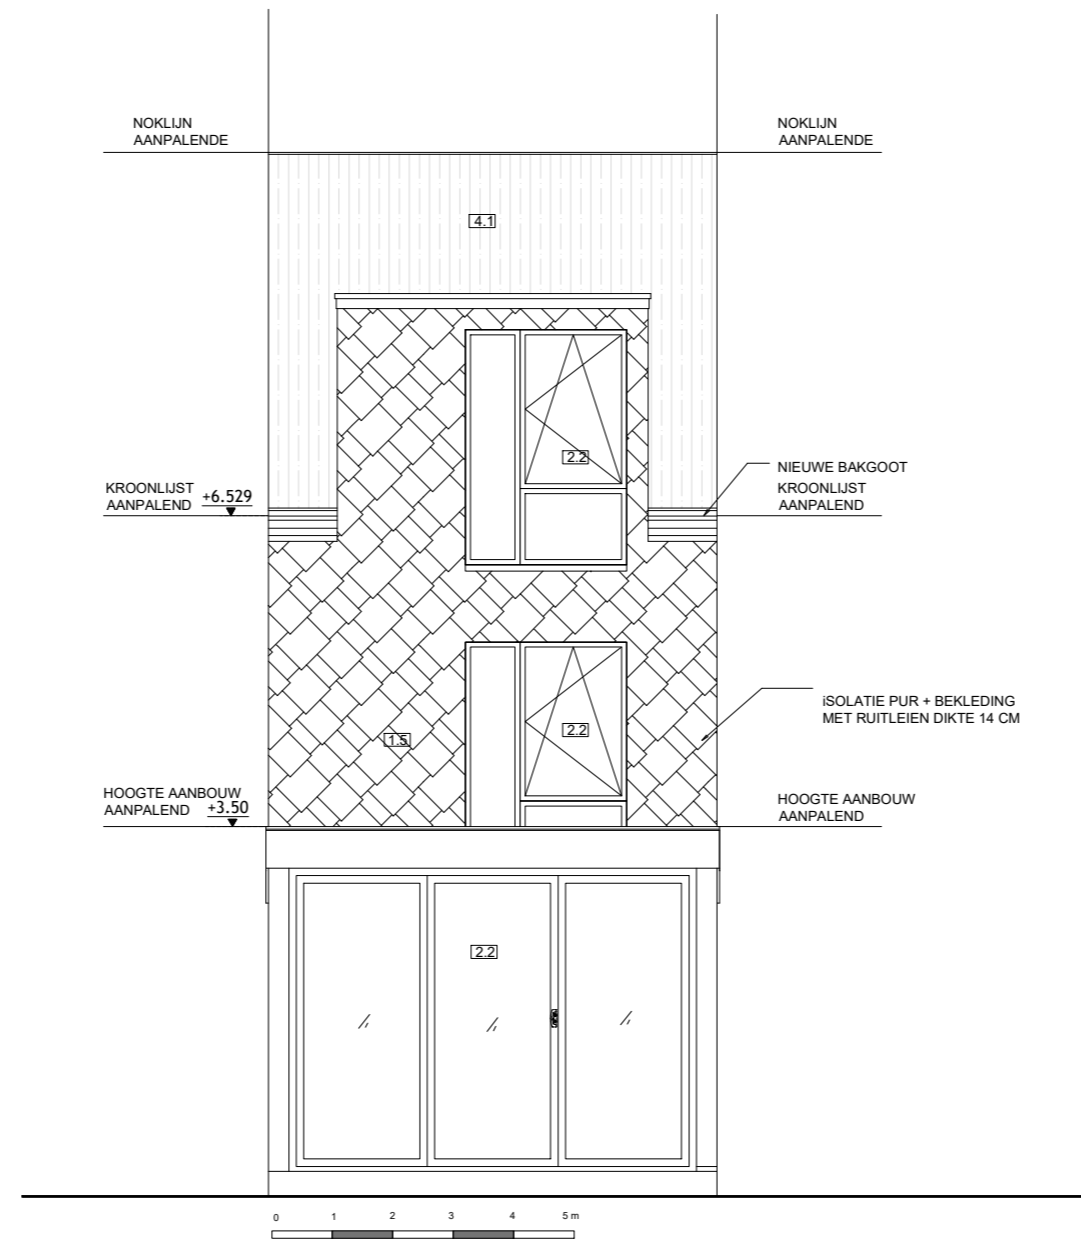 NOKLIJN
AANPALENDE
NOKLIJN
AANPALENDE
4.1
2.2
NIEUWE BAKGOOT
KROONLIJST
AANPALEND
+6.529
KROONLIJST
AANPALEND
iSOLATIE PUR + BEKLEDING
MET RUITLEIEN DIKTE 14 CM
2.2
1.5
HOOGTE AANBOUW
AANPALEND
+3.50
HOOGTE AANBOUW
AANPALEND
2.2
0 1 2 3 4 5 m